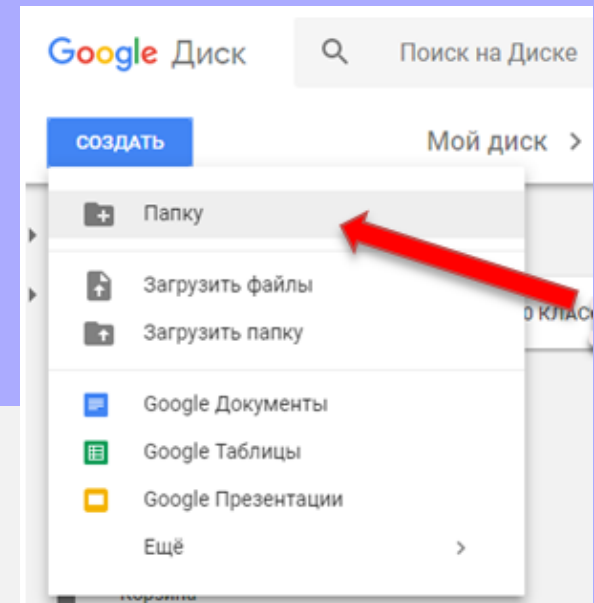 Google Диск
Поиск на Диске
СОЗДАТЬ
Мой диск >
Папку
Загрузить файлы
Загрузить папку
Google Документы
Google Таблицы
Google Презентации
Ещё >
Корзина